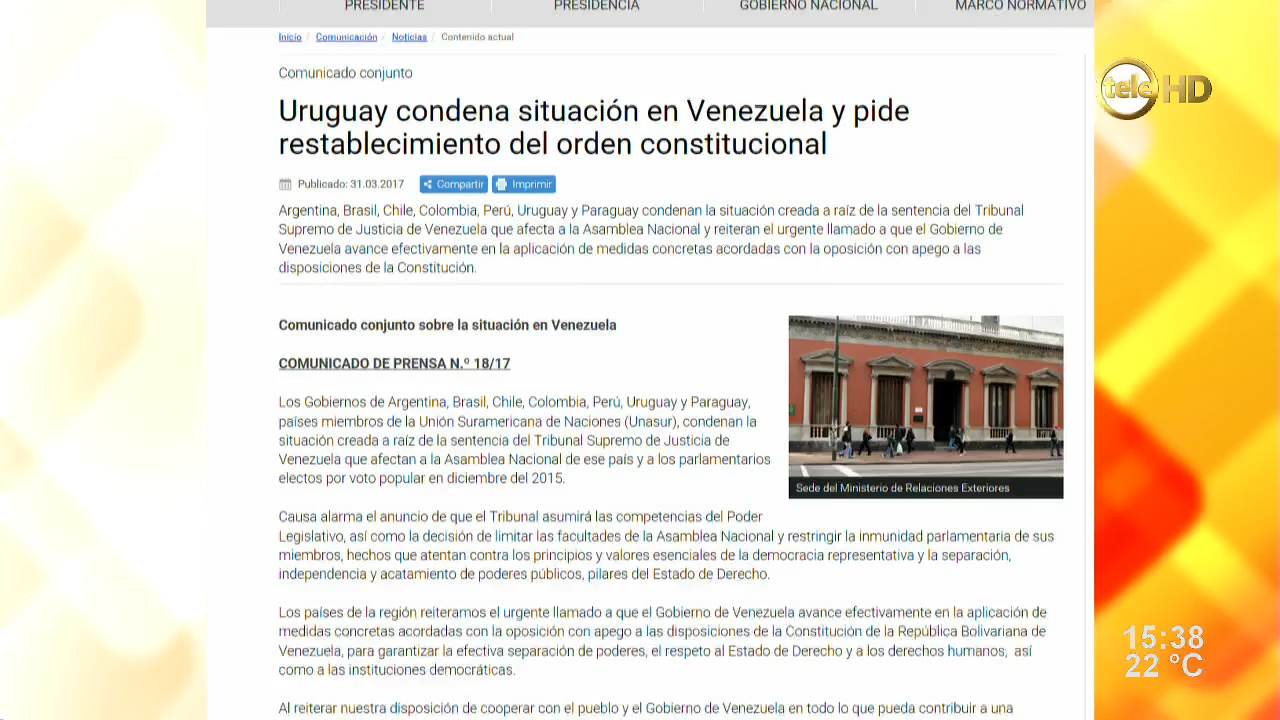 PRESIDENTE PRESIDENCIA GOBIERNO NACIONAL MARCO NORMATIVO
Inicio / Comunicación / Noticias / Contenido actual
Comunicado conjunto
Uruguay condena situación en Venezuela y pide
restablecimiento del orden constitucional
Publicado: 31.03.2017 Compartir Imprimir
Argentina, Brasil, Chile, Colombia, Perú, Uruguay y Paraguay condenan la situación creada a raíz de la sentencia del Tribunal
Supremo de Justicia de Venezuela que afecta a la Asamblea Nacional y reiteran el urgente llamado a que el Gobierno de
Venezuela avance efectivamente en la aplicación de medidas concretas acordadas con la oposición con apego a las
disposiciones de la Constitución.
Comunicado conjunto sobre la situación en Venezuela
COMUNICADO DE PRENSA N.º 18/17
Los Gobiernos de Argentina, Brasil, Chile, Colombia, Perú, Uruguay y Paraguay,
países miembros de la Unión Suramericana de Naciones (Unasur), condenan la
situación creada a raíz de la sentencia del Tribunal Supremo de Justicia de
Venezuela que afectan a la Asamblea Nacional de ese país y a los parlamentarios
electos por voto popular en diciembre del 2015.
Sede del Ministerio de Relaciones Exteriores
Causa alarma el anuncio de que el Tribunal asumirá las competencias del Poder
Legislativo, así como la decisión de limitar las facultades de la Asamblea Nacional y restringir la inmunidad parlamentaria de sus
miembros, hechos que atentan contra los principios y valores esenciales de la democracia representativa y la separación,
independencia y acatamiento de poderes públicos, pilares del Estado de Derecho.
Los países de la región reiteramos el urgente llamado a que el Gobierno de Venezuela avance efectivamente en la aplicación de
medidas concretas acordadas con la oposición con apego a las disposiciones de la Constitución de la República Bolivariana de
Venezuela, para garantizar la efectiva separación de poderes, el respeto al Estado de Derecho y a los derechos humanos, así
como a las instituciones democráticas.
Al reiterar nuestra disposición de cooperar con el pueblo y el Gobierno de Venezuela en todo lo que pueda contribuir a una
tele HD
15:38
22 °C